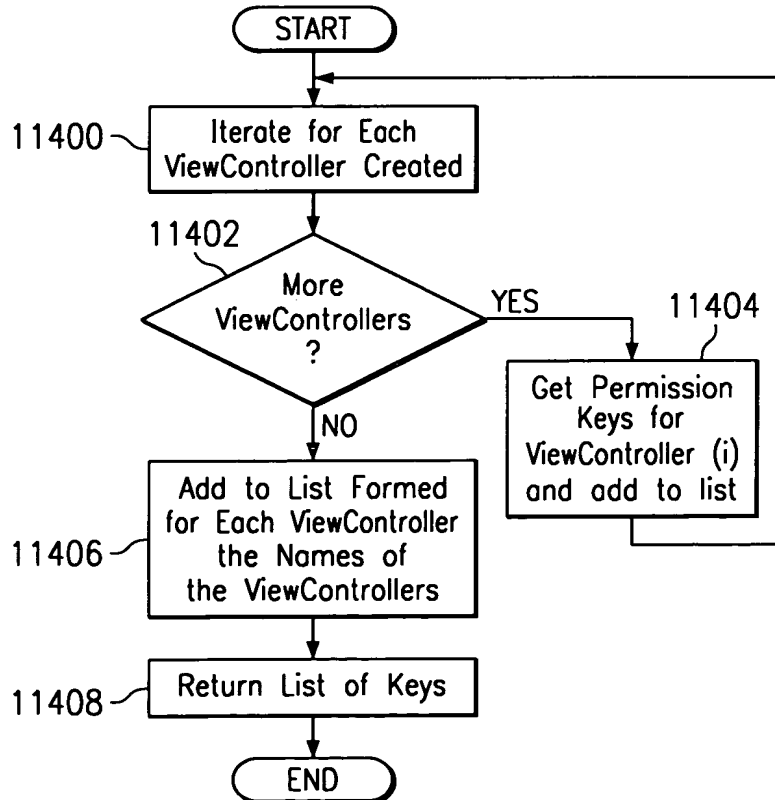 START
11400
Iterate for Each
ViewController Created
11402
More
ViewControllers
?
YES
11404
Get Permission
Keys for
ViewController (i)
and add to list
NO
11406
Add to List Formed
for Each ViewController
the Names of
the ViewControllers
11408
Return List of Keys
END